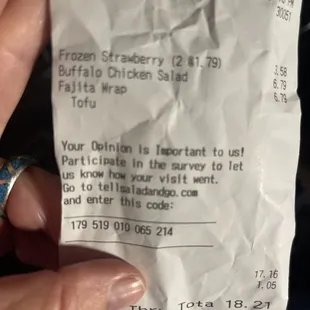 30051
Frozen Strawberry (2 @1.79) 3.58
Buffalo Chicken Salad 6.79
Fajita Wrap 6.79
Tofu
Your Opinion is Important to us!
Participate in the survey to let
us know how your visit went.
Go to tellsaladandgo.com
and enter this code:
179 519 010 065 214
17.16
1.05
Tota 18.21